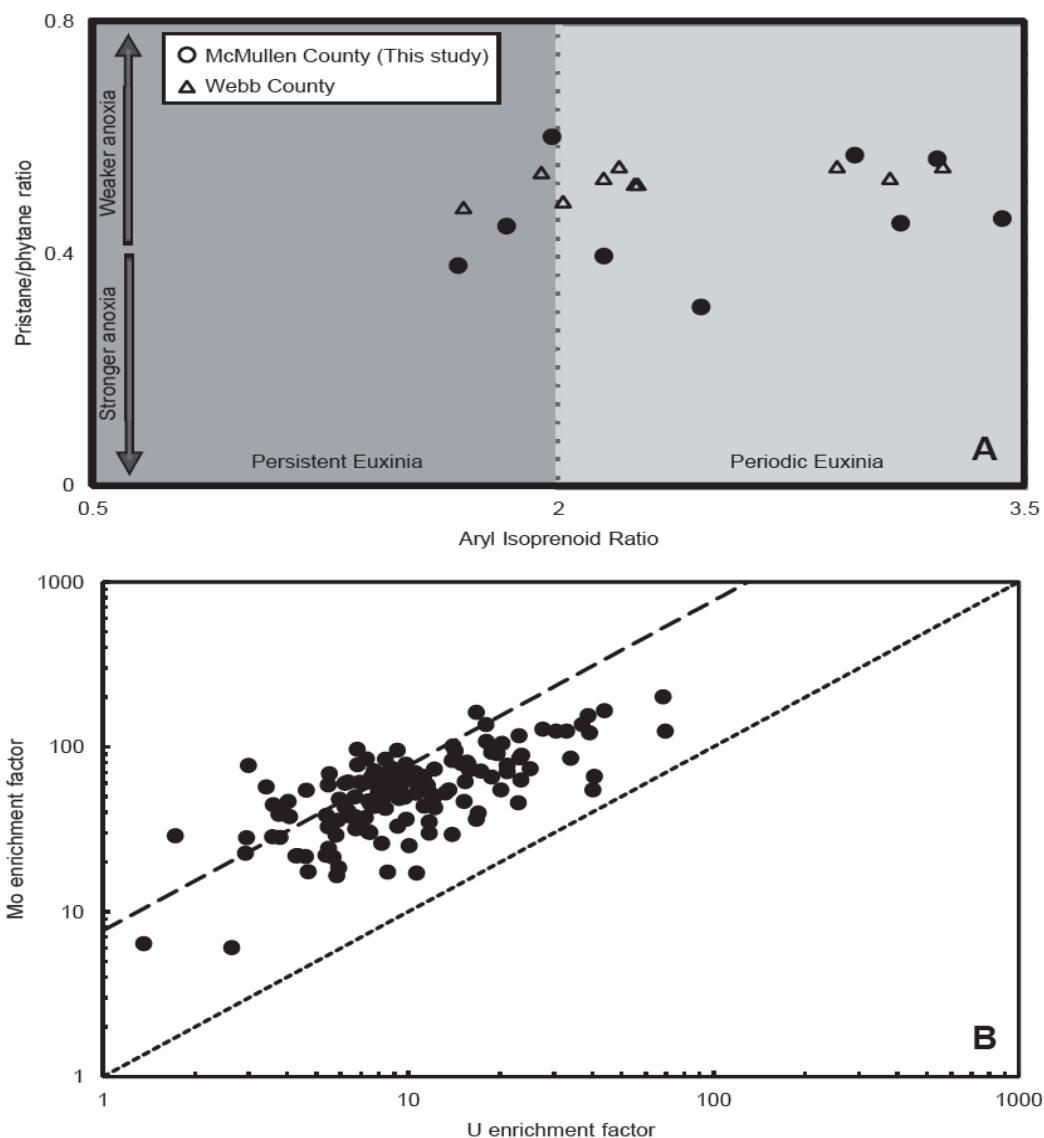 0.8
McMullen County (This study)
Webb County
Weaker anoxia
Pristane/phytane ratio
0.4
Stronger anoxia
Persistent Euxinia
Periodic Euxinia
A
0
0.5
2
3.5
Aryl Isoprenoid Ratio
1000
100
Mo enrichment factor
10
B
1
1
10
100
1000
U enrichment factor